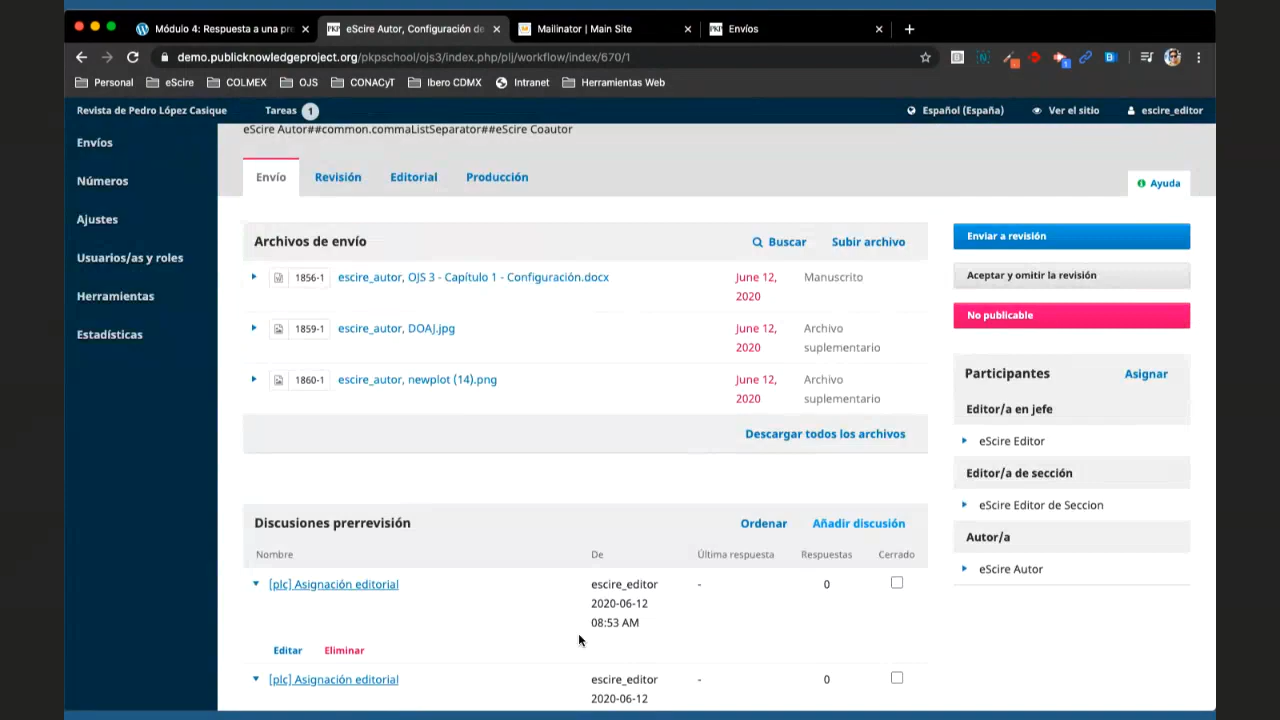 Módulo 4: Respuesta a una pr
eScire Autor, Configuración de
Mailinator | Main Site
Envíos
demo.publicknowledgeproject.org/pkpschool/ojs3/index.php/plj/workflow/index/670/1
Personal
eScire
COLMEX
OJS
CONACyT
Ibero CDMX
Intranet
Herramientas Web
Revista de Pedro López Casique
Tareas 1
Español (España)
Ver el sitio
escire_editor
Envíos
Números
Ajustes
Usuarios/as y roles
Herramientas
Estadísticas
eScire Autor##common.commaListSeparator##eScire Coautor
Envío
Revisión
Editorial
Producción
Ayuda
Archivos de envío
Buscar
Subir archivo
1856-1 escire_autor, OJS 3 - Capítulo 1 - Configuración.docx June 12, Manuscrito
2020
1859-1 escire_autor, DOAJ.jpg June 12, Archivo
2020 suplementario
1860-1 escire_autor, newplot (14).png June 12, Archivo
2020 suplementario
Descargar todos los archivos
Enviar a revisión
Aceptar y omitir la revisión
No publicable
Participantes
Asignar
Editor/a en jefe
eScire Editor
Editor/a de sección
eScire Editor de Seccion
Autor/a
eScire Autor
Discusiones prerrevisión
Ordenar
Añadir discusión
Nombre De Última respuesta Respuestas Cerrado
[plc] Asignación editorial escire_editor - 0
2020-06-12
08:53 AM
Editar Eliminar
[plc] Asignación editorial escire_editor - 0
2020-06-12